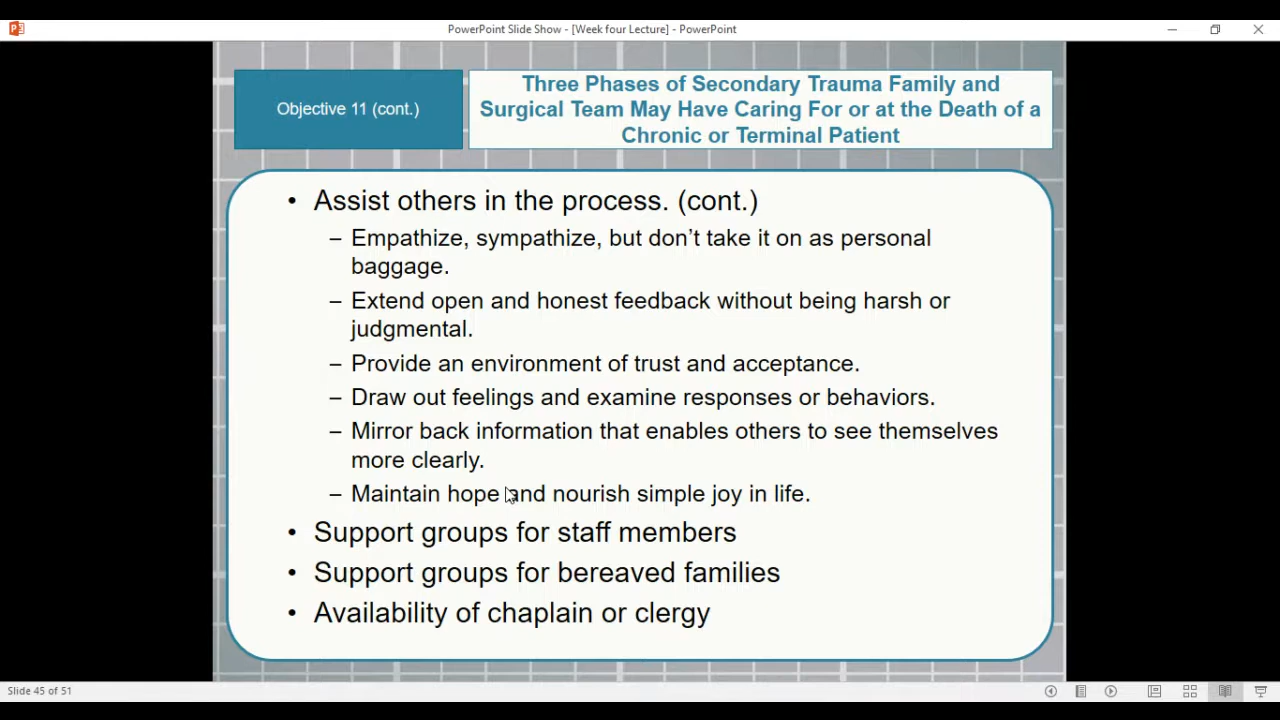 PowerPoint Slide Show - [Week four Lecture] - PowerPoint
Objective 11 (cont.)
Three Phases of Secondary Trauma Family and
Surgical Team May Have Caring For or at the Death of a
Chronic or Terminal Patient
• Assist others in the process. (cont.)
– Empathize, sympathize, but don’t take it on as personal
baggage.
– Extend open and honest feedback without being harsh or
judgmental.
– Provide an environment of trust and acceptance.
– Draw out feelings and examine responses or behaviors.
– Mirror back information that enables others to see themselves
more clearly.
– Maintain hope and nourish simple joy in life.
• Support groups for staff members
• Support groups for bereaved families
• Availability of chaplain or clergy
Slide 45 of 51